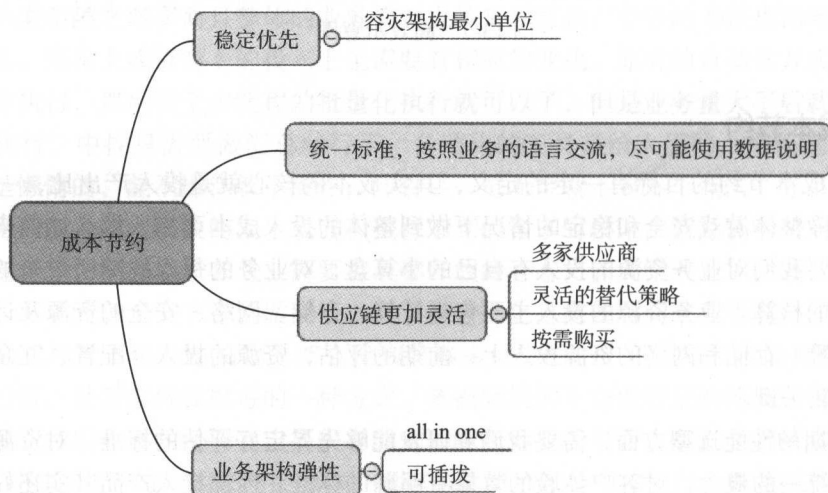 稳定优先
容灾架构最小单位
统一标准，按照业务的语言交流，尽可能使用数据说明
成本节约
供应链更加灵活
多家供应商
灵活的替代策略
按需购买
业务架构弹性
all in one
可插拔